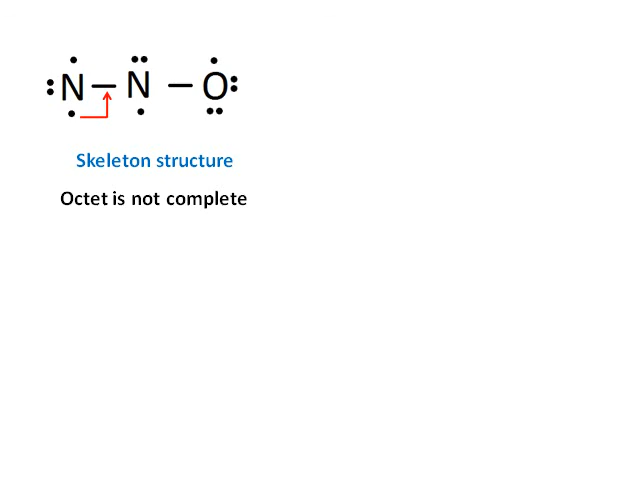 N – N – O
Skeleton structure
Octet is not complete